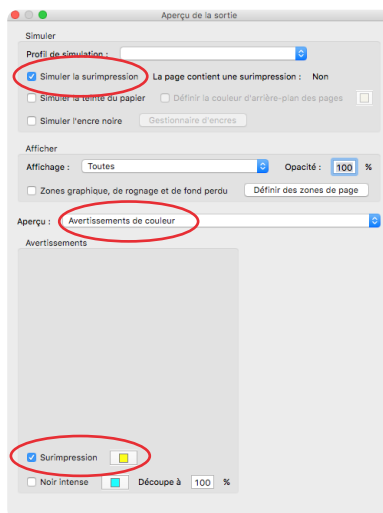 Aperçu de la sortie
Simuler
Profil de simulation :
Simuler la surimpression La page contient une surimpression : Non
Simuler la teinte du papier Définir la couleur d'arrière-plan des pages
Simuler l'encre noire Gestionnaire d'encres
Afficher
Affichage : Toutes Opacité : 100 %
Zones graphique, de rognage et de fond perdu Définir des zones de page
Aperçu : Avertissements de couleur
Avertissements
Surimpression
Noir intense Découpe à 100 %